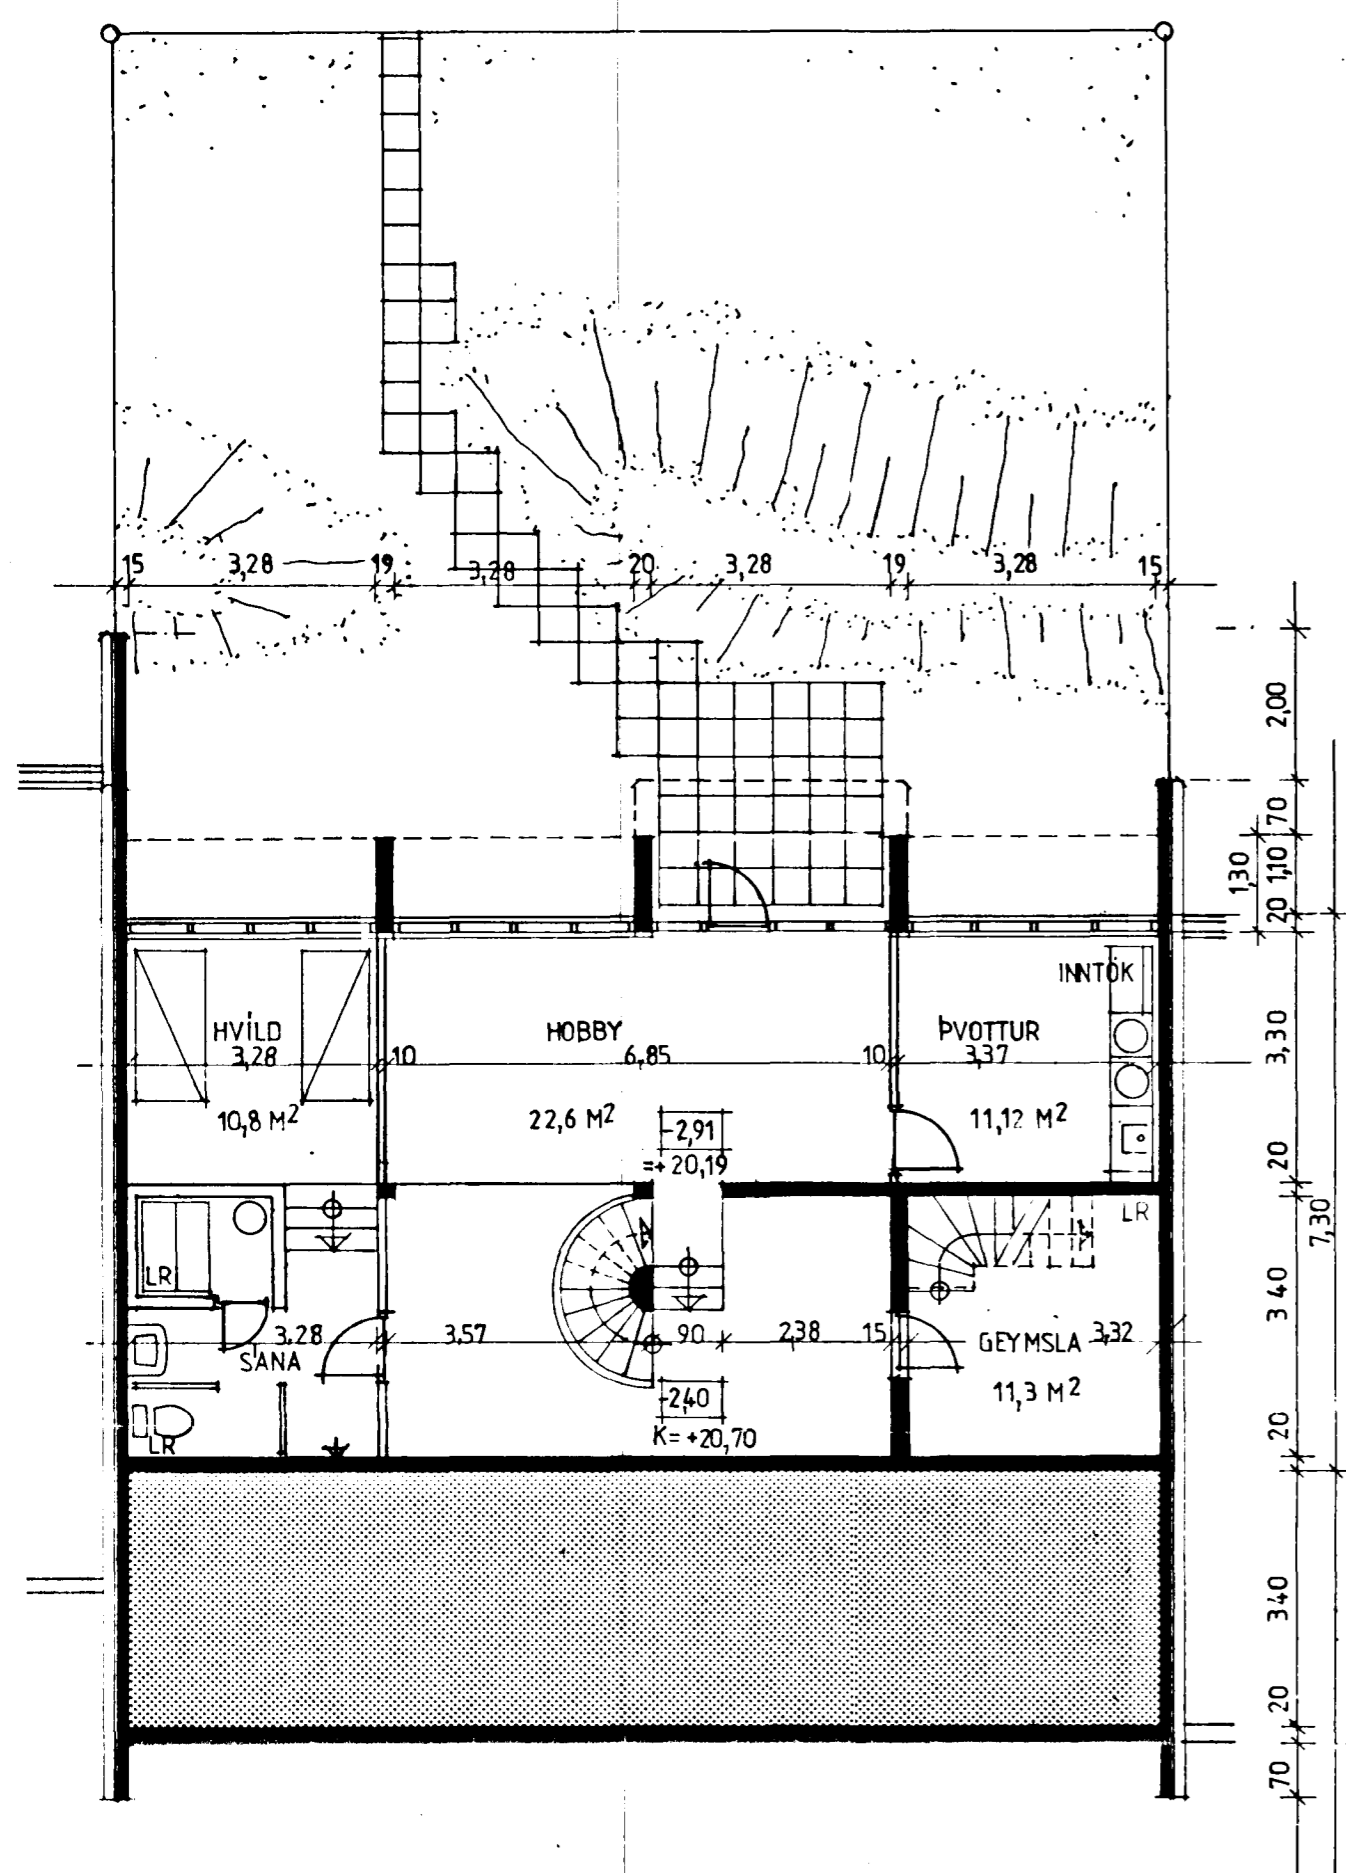 15 3,28 19 3,28 20 3,28 19 3,28 15
2,00
70
1,30 1,10
20
INNTÖK
HVÍLD HOBBY ÞVOTTUR
3,28 10 6,85 10 3,37 3,30
10,8 M² 22,6 M² 11,12 M²
-2,91
=+20,19
20
LR
7,30
LR
3,28 3,57 90 2,38 15 3,32 3 40
SANA GEYMSLA
11,3 M²
-2,40
K=+20,70
LR
20
3 40
20
70